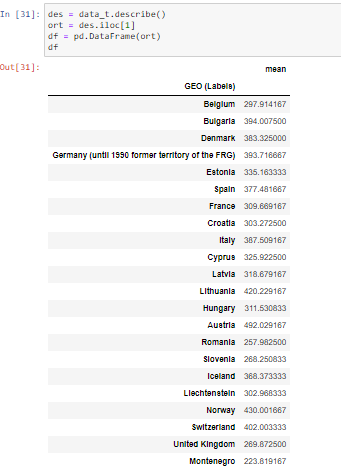 In [31]: des = data_t.describe()
ort = des.iloc[1]
df = pd.DataFrame(ort)
df
Out[31]:
mean
GEO (Labels)
Belgium 297.914167
Bulgaria 394.007500
Denmark 383.325000
Germany (until 1990 former territory of the FRG) 393.716667
Estonia 335.163333
Spain 377.481667
France 309.669167
Croatia 303.272500
Italy 387.509167
Cyprus 325.922500
Latvia 318.679167
Lithuania 420.229167
Hungary 311.530833
Austria 492.029167
Romania 257.982500
Slovenia 268.250833
Iceland 368.373333
Liechtenstein 302.968333
Norway 430.001667
Switzerland 402.003333
United Kingdom 269.872500
Montenegro 223.819167